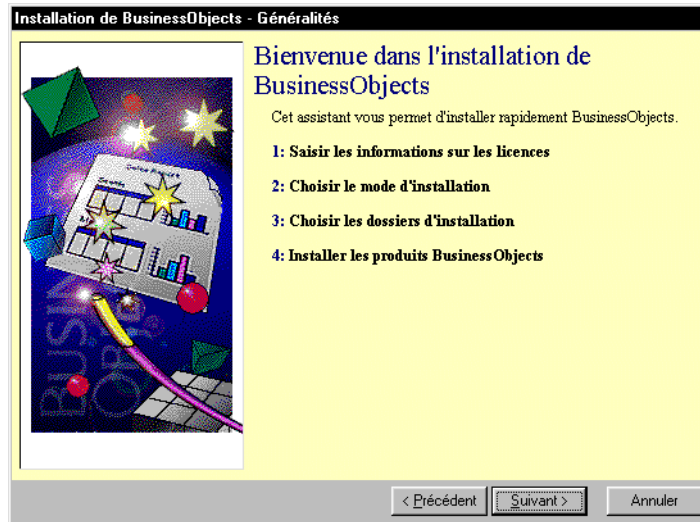 Installation de BusinessObjects - Généralités
Bienvenue dans l'installation de
BusinessObjects
Cet assistant vous permet d'installer rapidement BusinessObjects.
1: Saisir les informations sur les licences
2: Choisir le mode d'installation
3: Choisir les dossiers d'installation
4: Installer les produits BusinessObjects
BUSIN
OBJE
< Précédent
Suivant >
Annuler